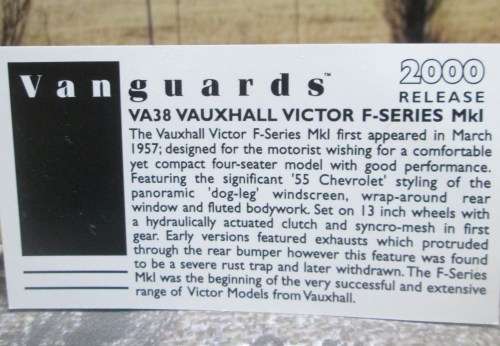 Vanguards™
2000
RELEASE
VA38 VAUXHALL VICTOR F-SERIES MkI
The Vauxhall Victor F-Series MkI first appeared in March
1957; designed for the motorist wishing for a comfortable
yet compact four-seater model with good performance.
Featuring the significant '55 Chevrolet' styling of the
panoramic 'dog-leg' windscreen, wrap-around rear
window and fluted bodywork. Set on 13 inch wheels with
a hydraulically actuated clutch and syncro-mesh in first
gear. Early versions featured exhausts which protruded
through the rear bumper however this feature was found
to be a severe rust trap and later withdrawn. The F-Series
MkI was the beginning of the very successful and extensive
range of Victor Models from Vauxhall.